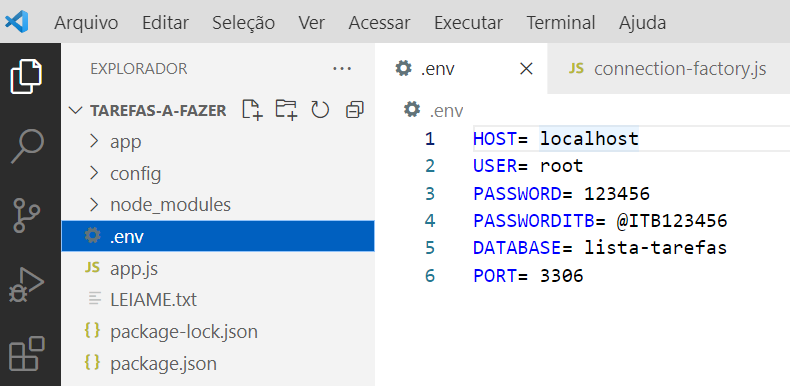 Arquivo Editar Seleção Ver Acessar Executar Terminal Ajuda
EXPLORADOR ···
TAREFAS-A-FAZER
app
config
node_modules
.env
JS app.js
LEIAME.txt
{} package-lock.json
{} package.json
.env
JS connection-factory.js
.env
1 HOST= localhost
2 USER= root
3 PASSWORD= 123456
4 PASSWORDITB= @ITB123456
5 DATABASE= lista-tarefas
6 PORT= 3306